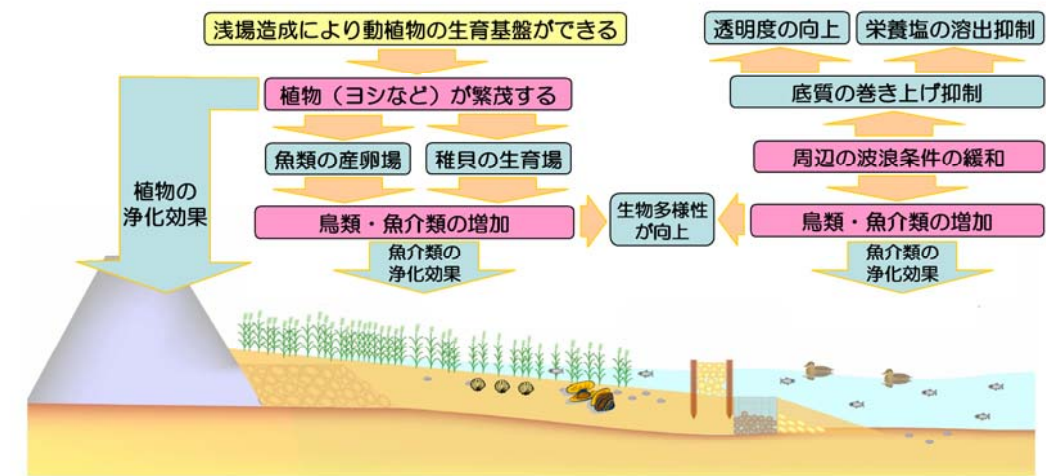 浅場造成により動植物の生育基盤ができる
植物（ヨシなど）が繁茂する
魚類の産卵場
稚貝の生育場
鳥類・魚介類の増加
魚介類の
浄化効果
植物の
浄化効果
生物多様性
が向上
透明度の向上
栄養塩の溶出抑制
底質の巻き上げ抑制
周辺の波浪条件の緩和
鳥類・魚介類の増加
魚介類の
浄化効果